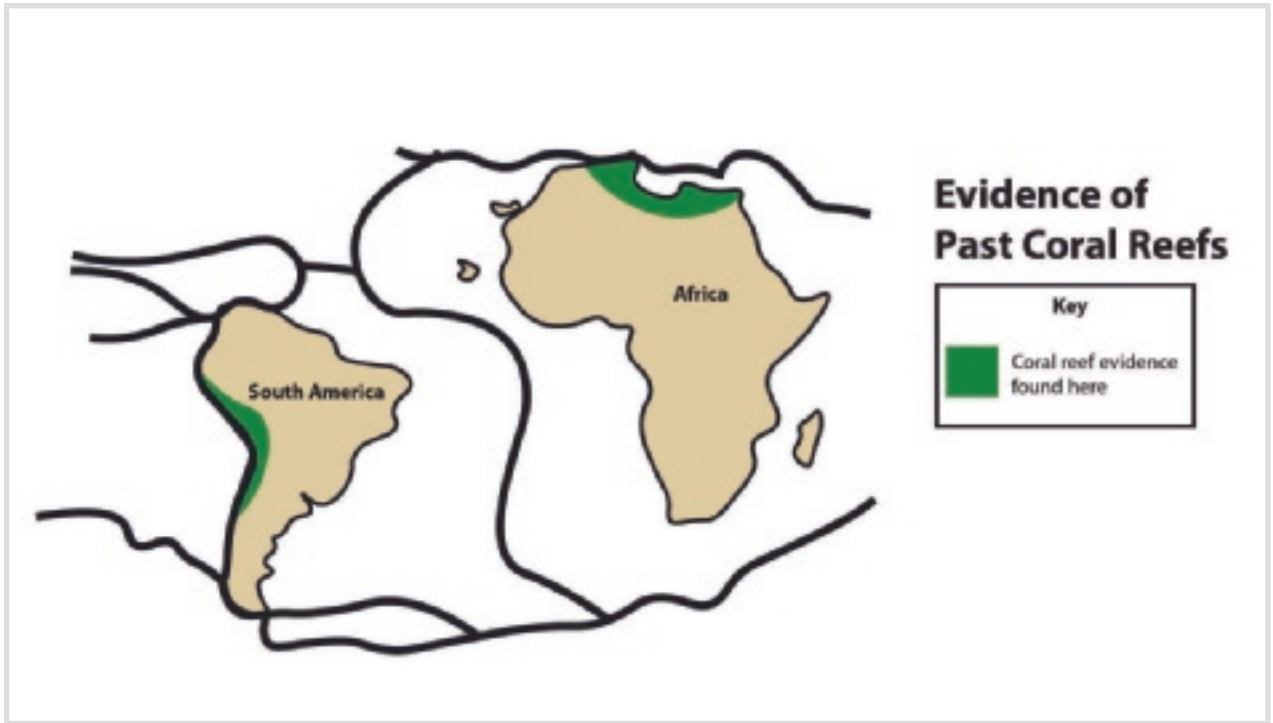 Evidence of
Past Coral Reefs
Key
Coral reef evidence
found here
Africa
South America